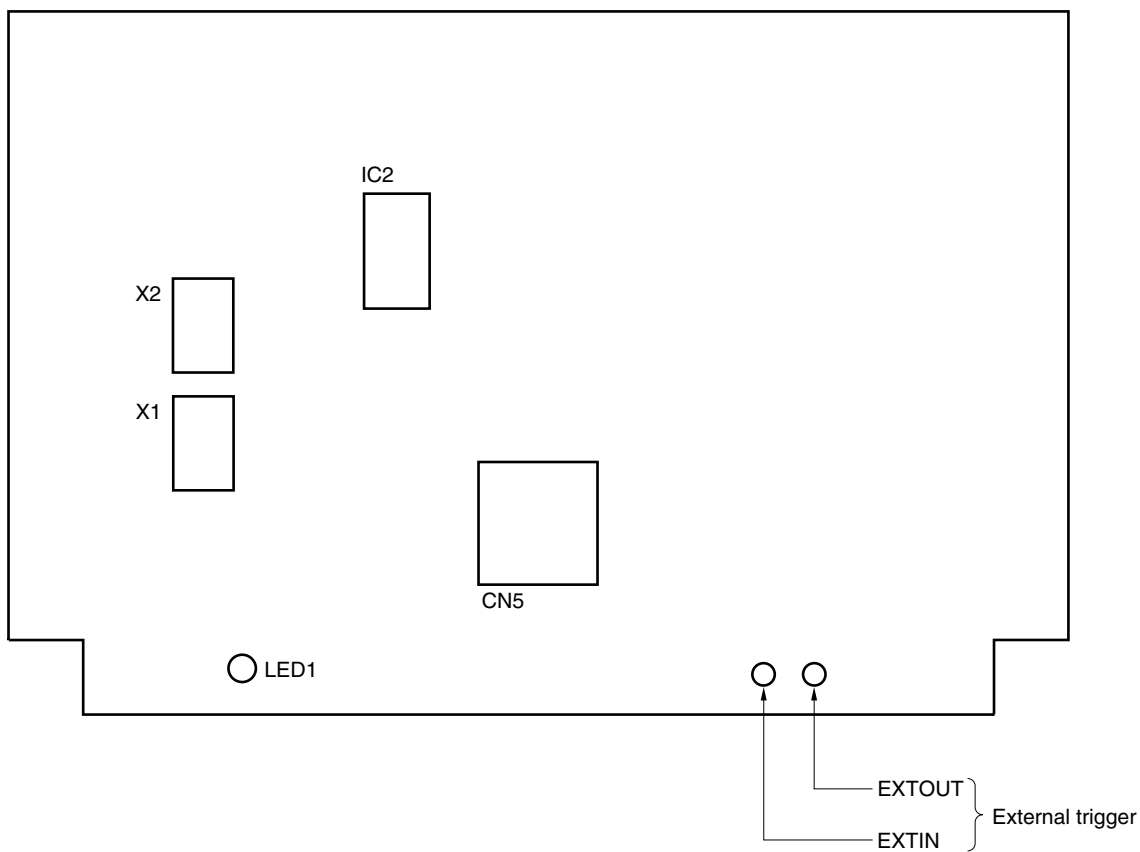 IC2
X2
X1
CN5
LED1
EXTOUT
External trigger
EXTIN